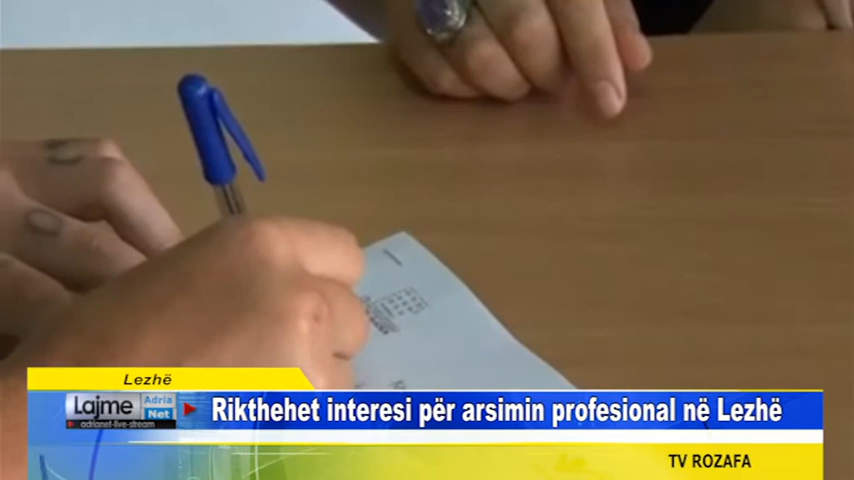 Lezhë
Lajme
Adria
Net
adrianet-live-stream
Rikthehet interesi për arsimin profesional në Lezhë
TV ROZAFA